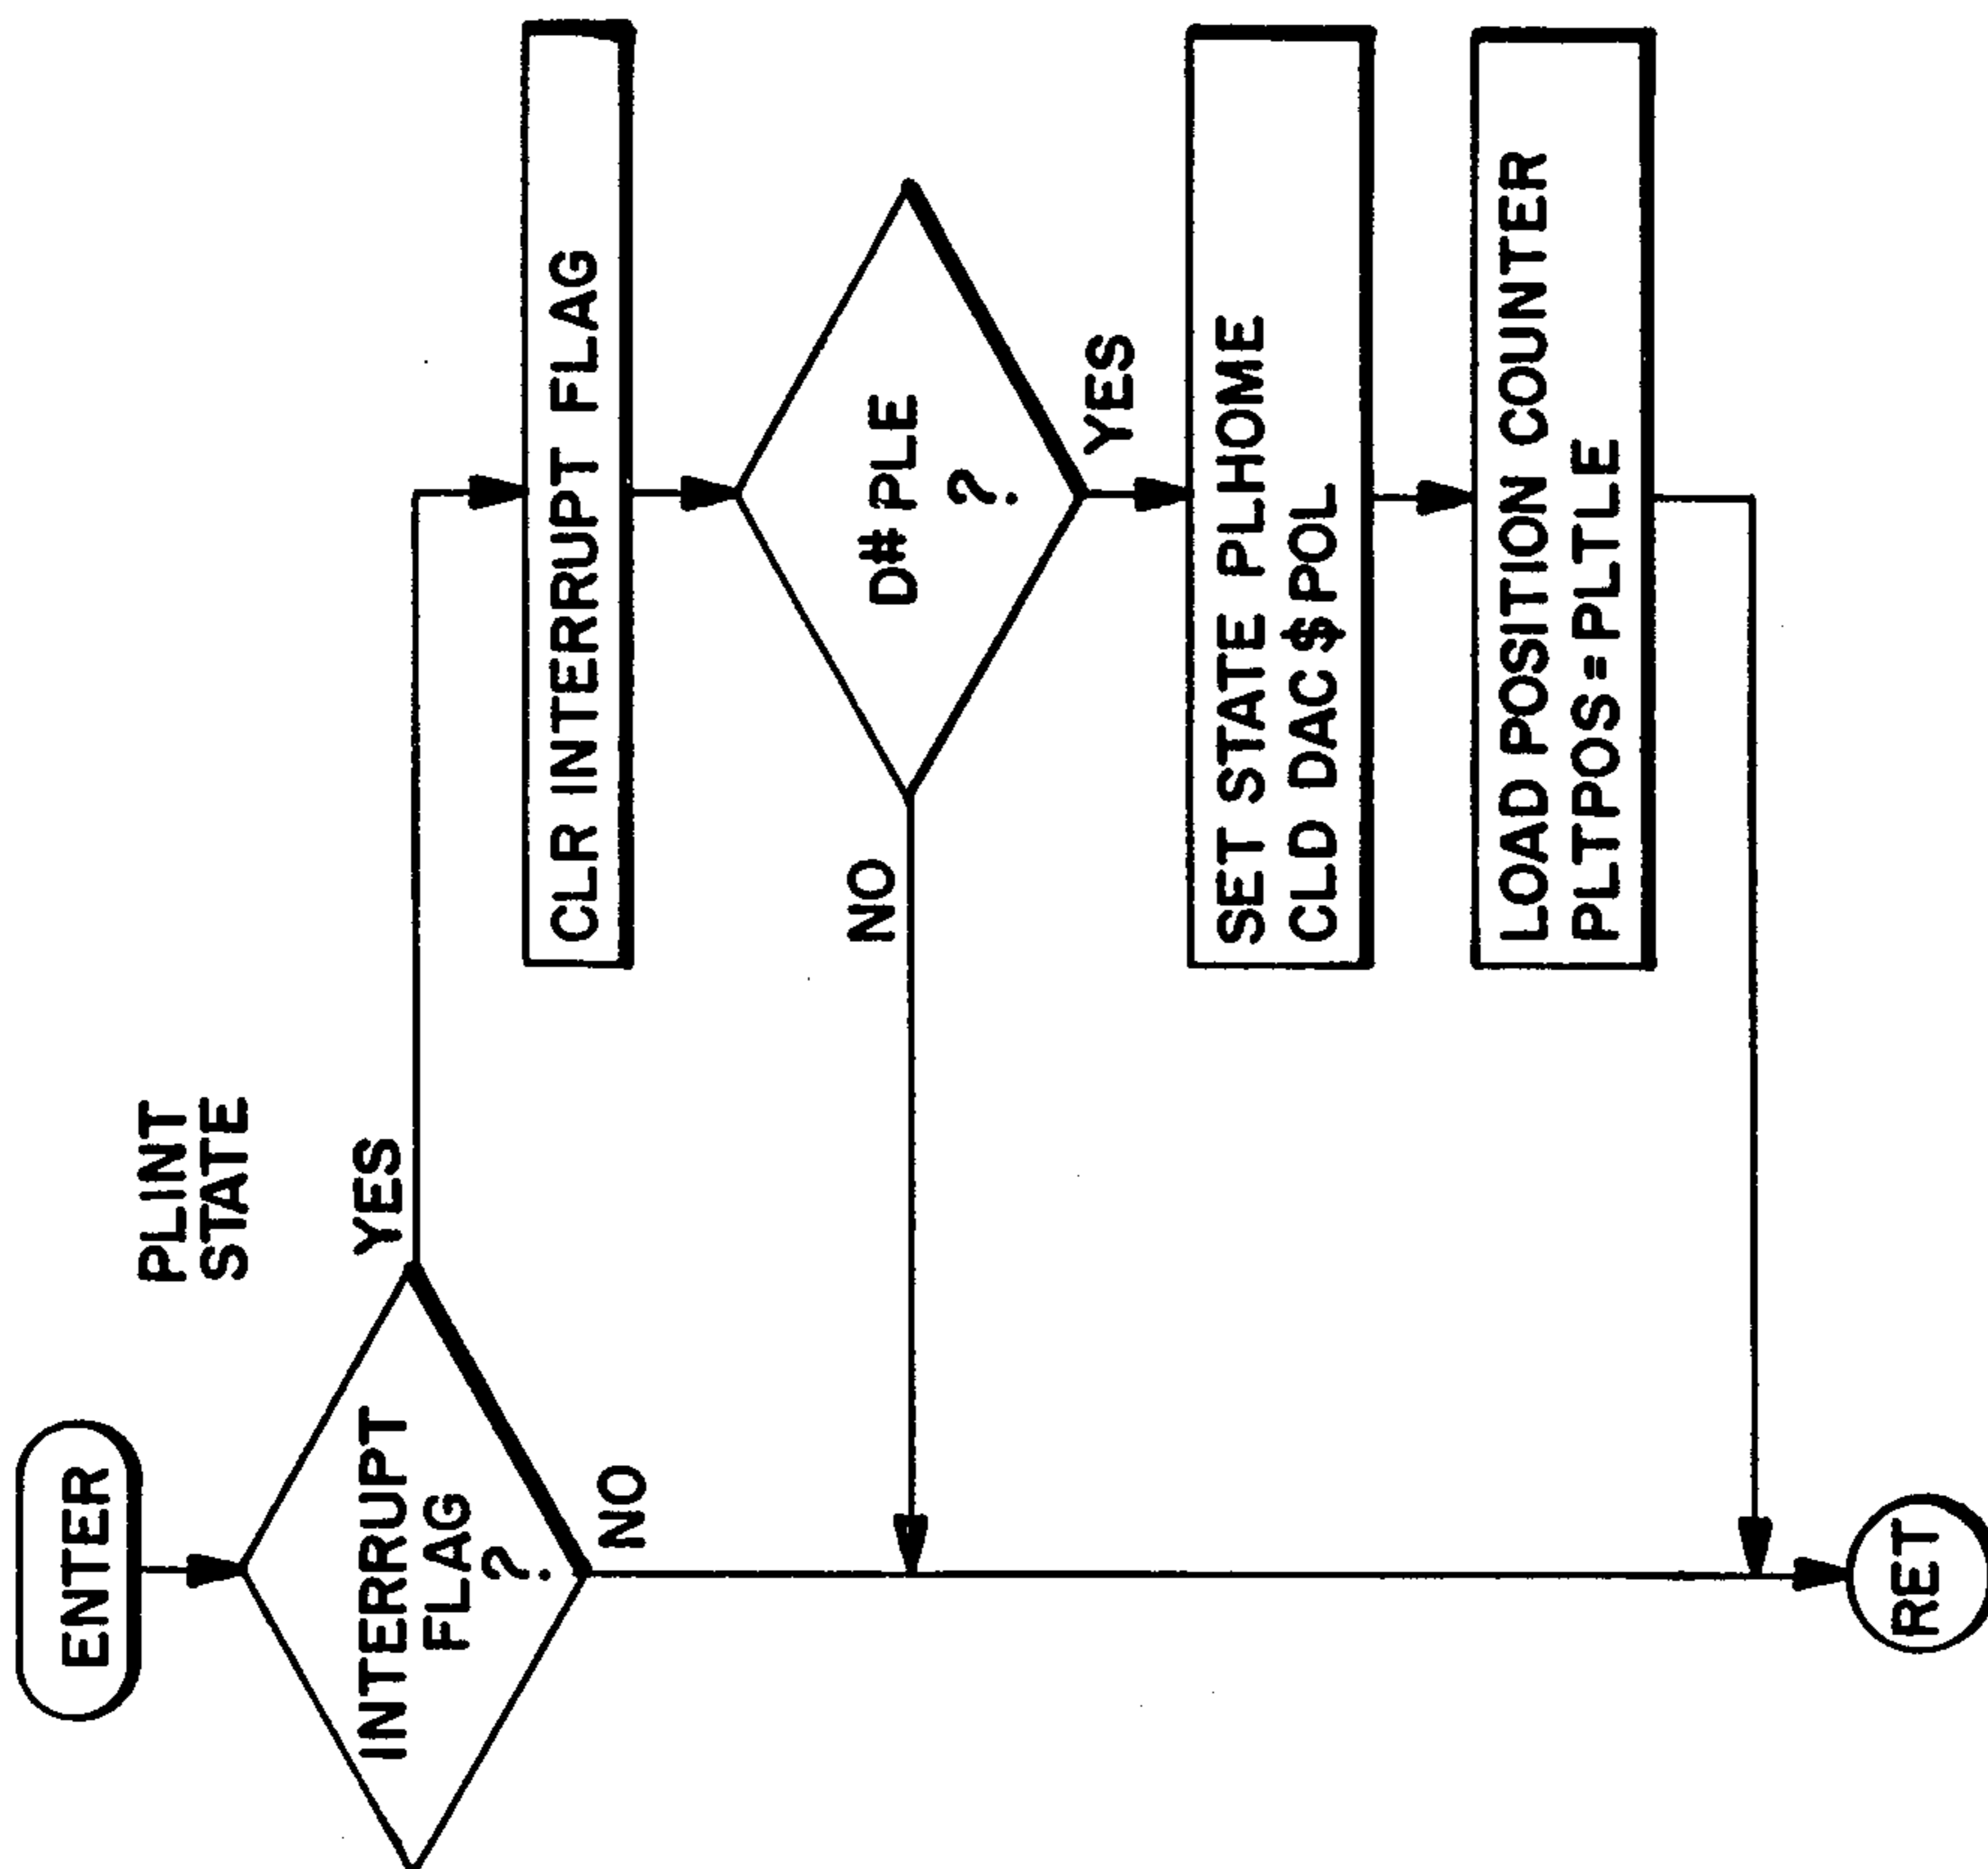 ENTER
PLINT
STATE
INTERRUPT
FLAG
?
YES
NO
CLR INTERRUPT FLAG
D# PLE
?
NO
YES
SET STATE PLHOME
CLD DAC $ POL
LOAD POSITION COUNTER
PLTPOS=PLTLE
RET